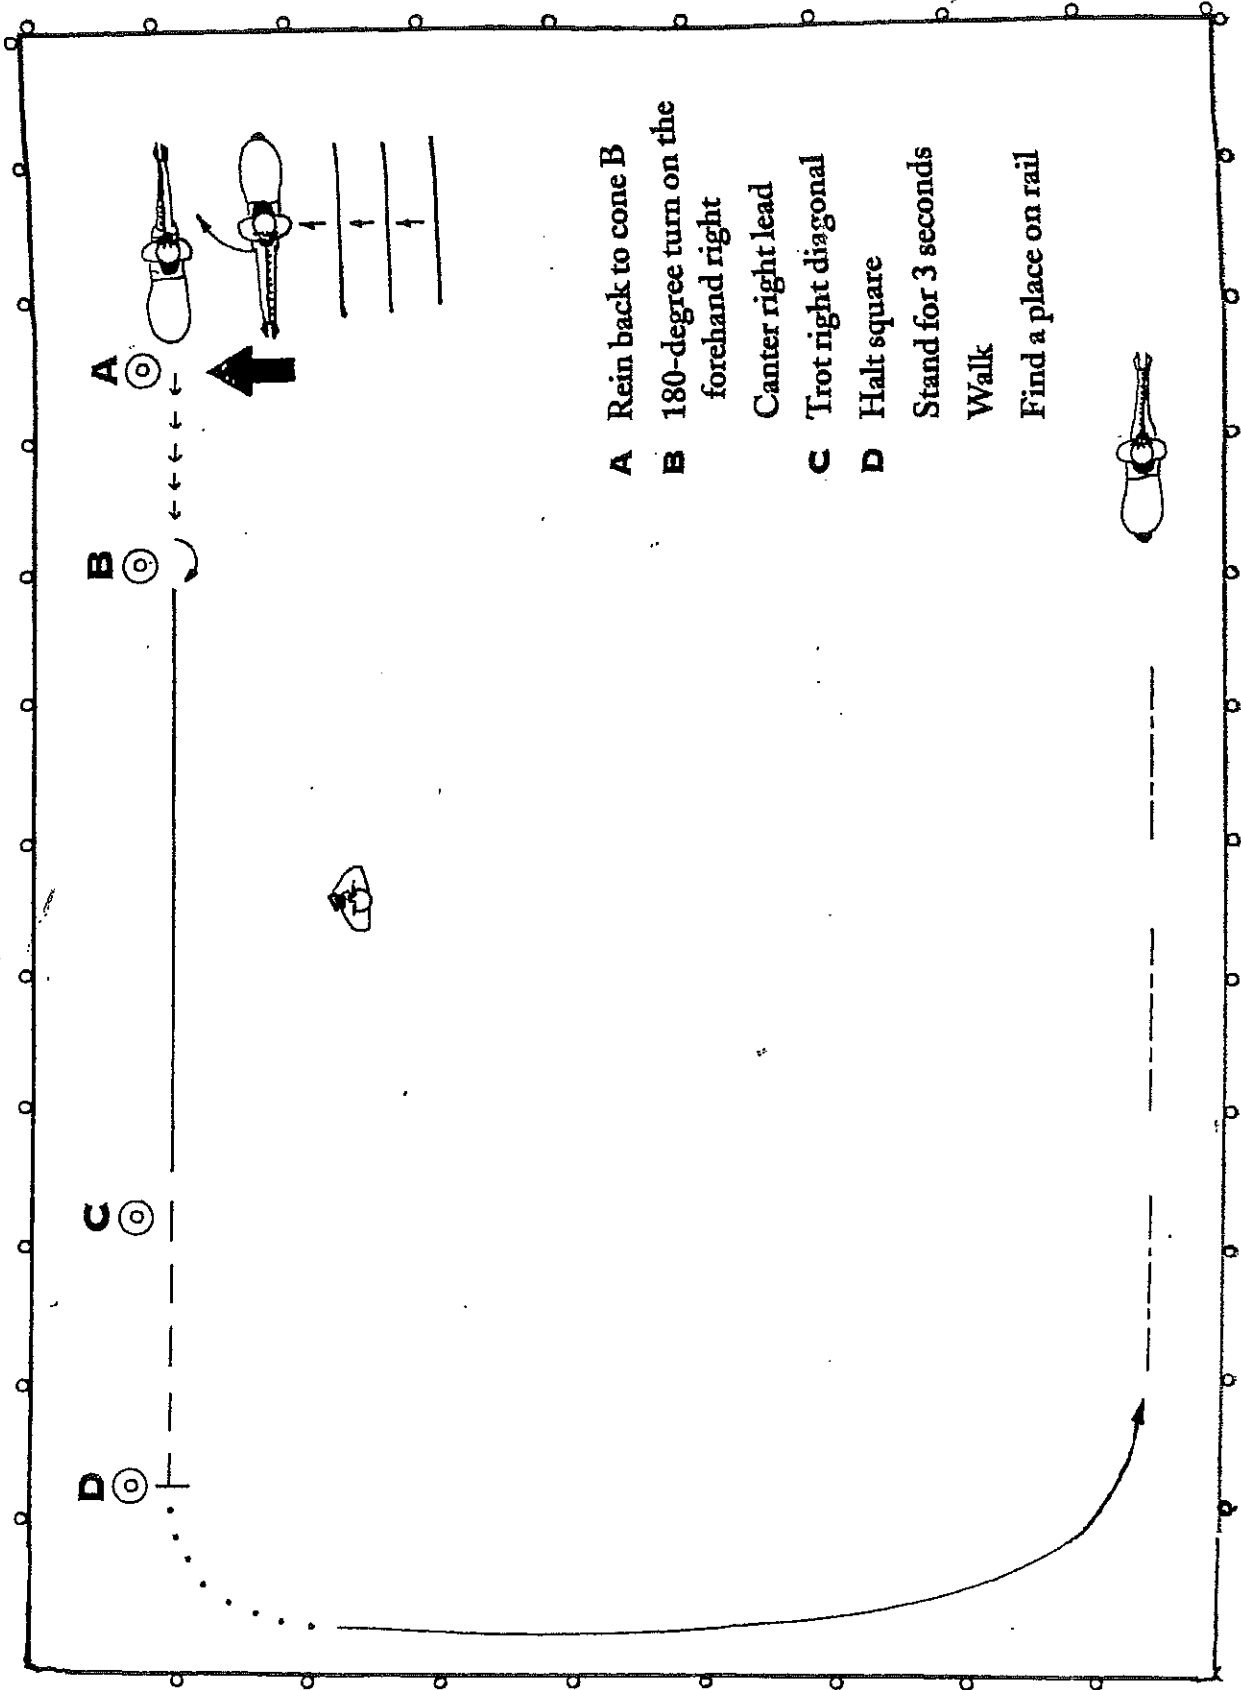 A
B
C
D
A Rein back to cone B
B 180-degree turn on the
forehand right
Canter right lead
C Trot right diagonal
D Halt square
Stand for 3 seconds
Walk
Find a place on rail